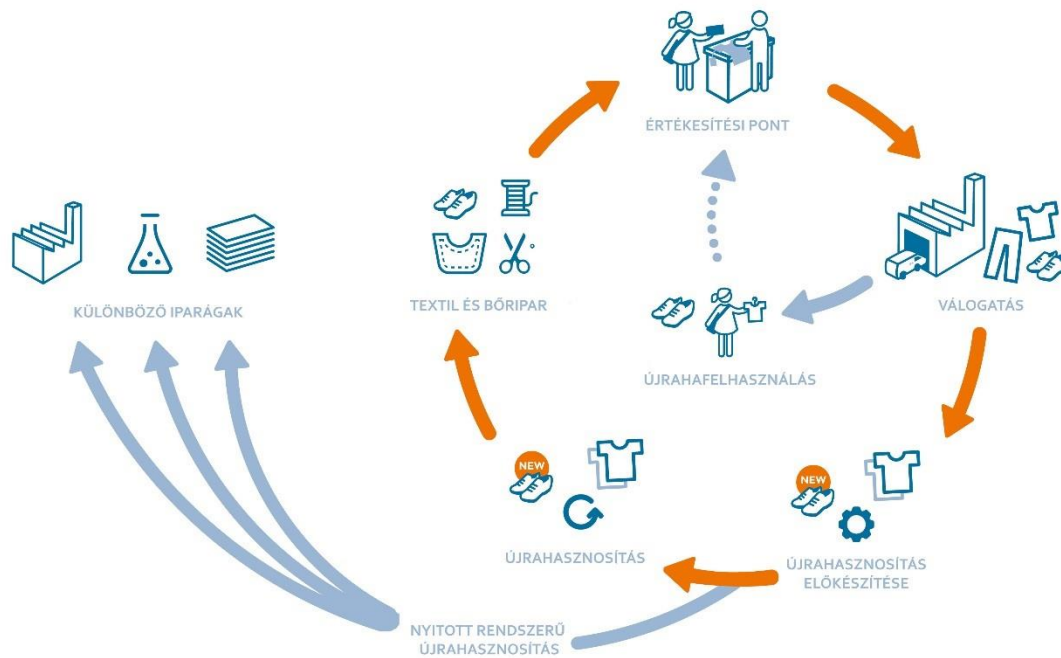 ÉRTÉKESÍTÉSI PONT
TEXTIL ÉS BŐRIPAR
VÁLOGATÁS
KÜLÖNBÖZŐ IPARÁGAK
ÚJRAHAFELHASZNÁLÁS
NEW
NEW
ÚJRAHASZNOSÍTÁS
ÚJRAHASZNOSÍTÁS
ELŐKÉSZÍTÉSE
NYITOTT RENDSZERŰ
ÚJRAHASZNOSÍTÁS